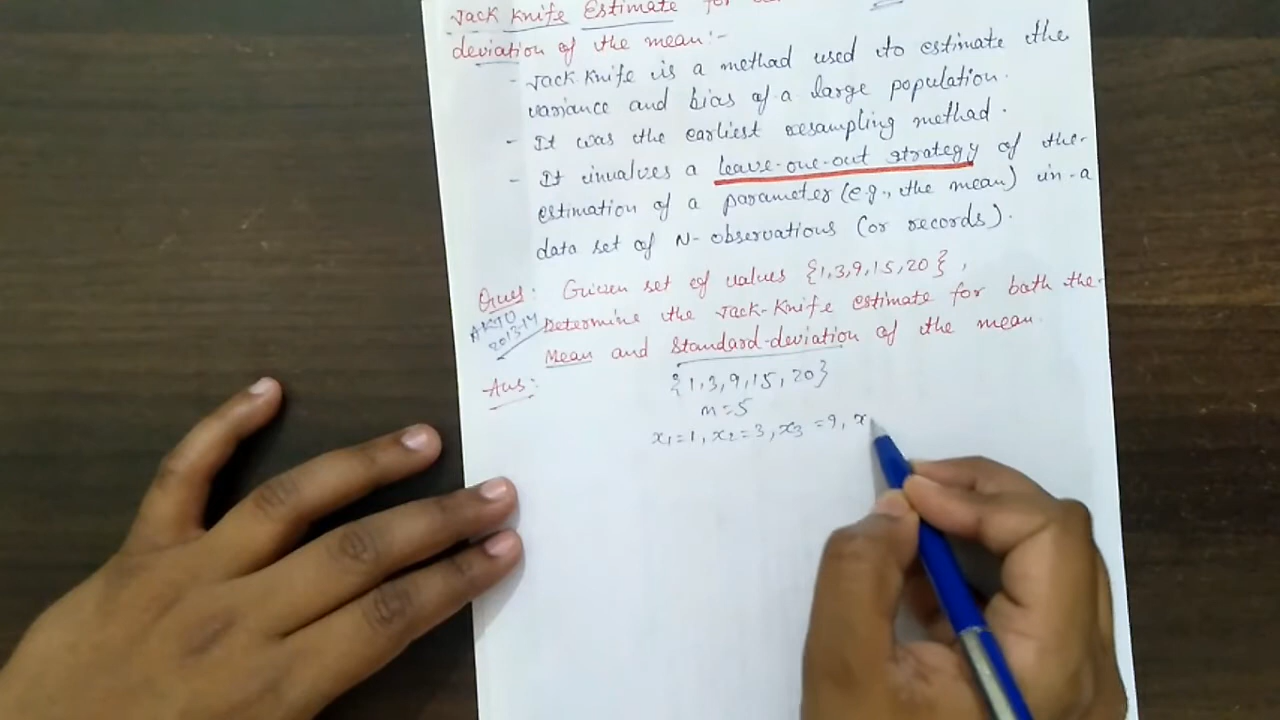 Jack Knife Estimate for
deviation of the mean:-
- Jack Knife is a method used to estimate the
variance and bias of a large population.
- It was the earliest resampling method.
- It involves a leave-one-out strategy of the
estimation of a parameter (e.g., the mean) in a
data set of N-observations (or records).
Ques: Given set of values {1,3,9,15,20},
AKTU 2013-14
Determine the Jack-Knife estimate for both the
Mean and Standard-deviation of the mean.
Ans: {1,3,9,15,20}
n=5
x1=1, x2=3, x3=9, x